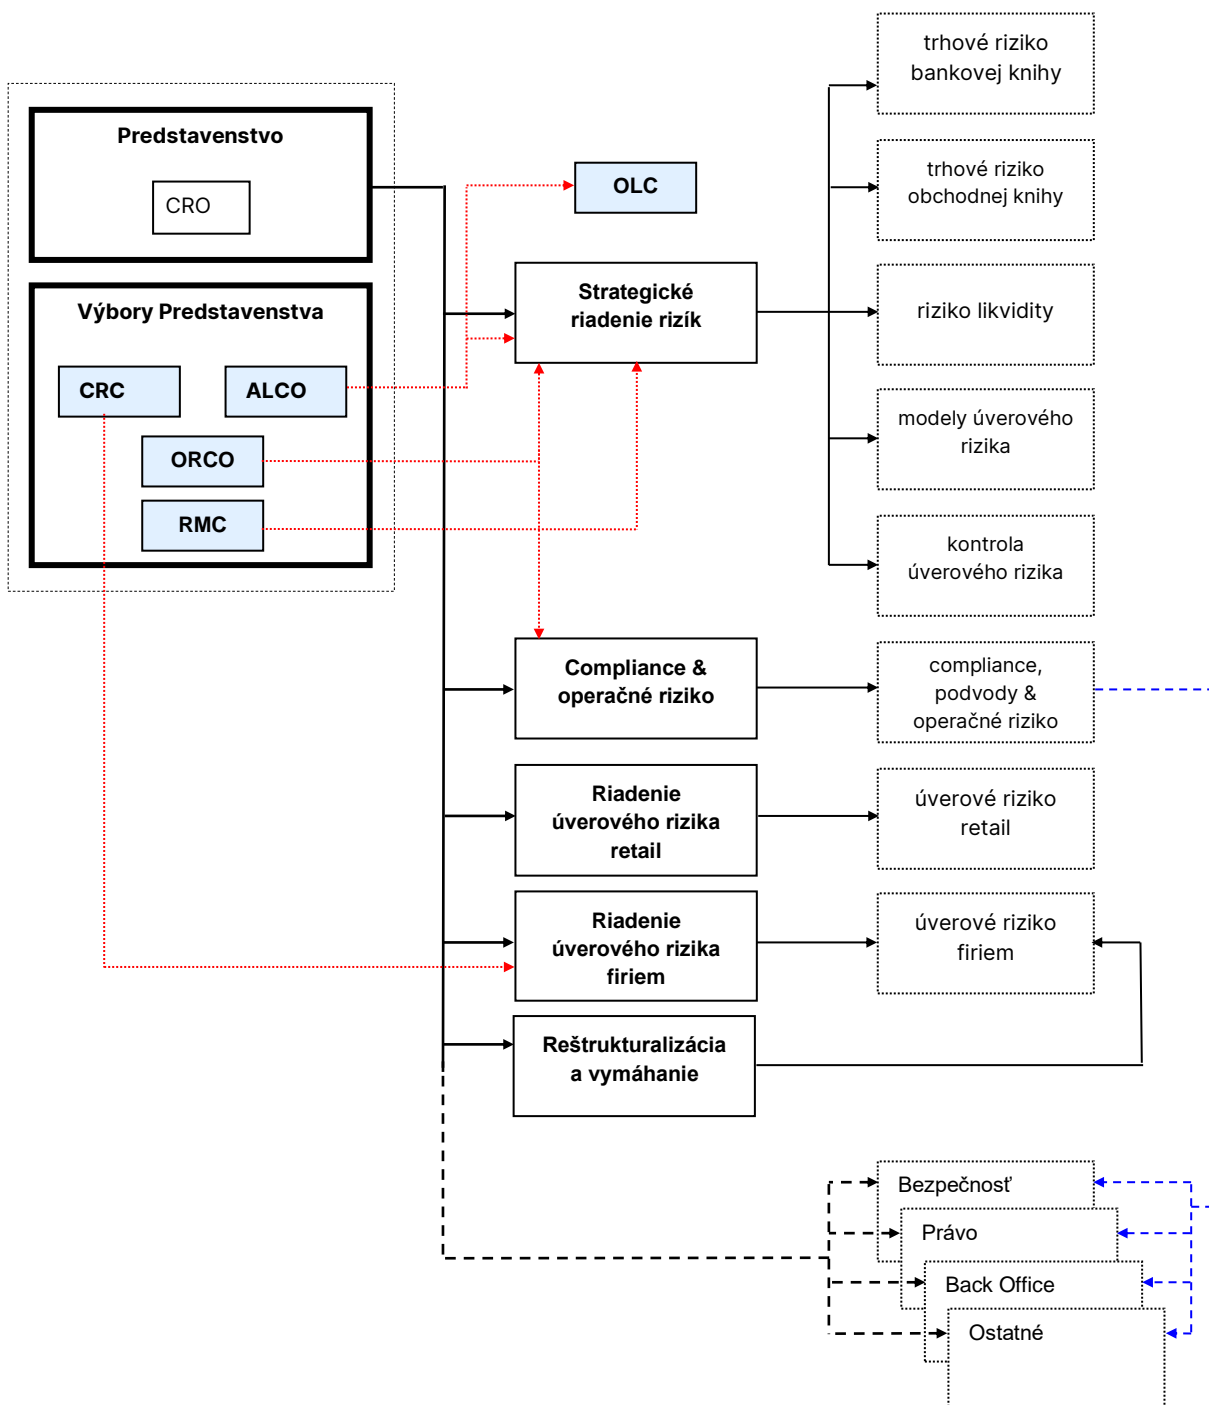 Predstavenstvo
CRO
Výbory Predstavenstva
CRC
ALCO
ORCO
RMC
OLC
Strategické
riadenie rizík
Compliance &
operačné riziko
Riadenie
úverového rizika
retail
Riadenie
úverového rizika
firiem
Reštrukturalizácia
a vymáhanie
trhové riziko
bankovej knihy
trhové riziko
obchodnej knihy
riziko likvidity
modely úverového
rizika
kontrola
úverového rizika
compliance,
podvody &
operačné riziko
úverové riziko
retail
úverové riziko
firiem
Bezpečnosť
Právo
Back Office
Ostatné